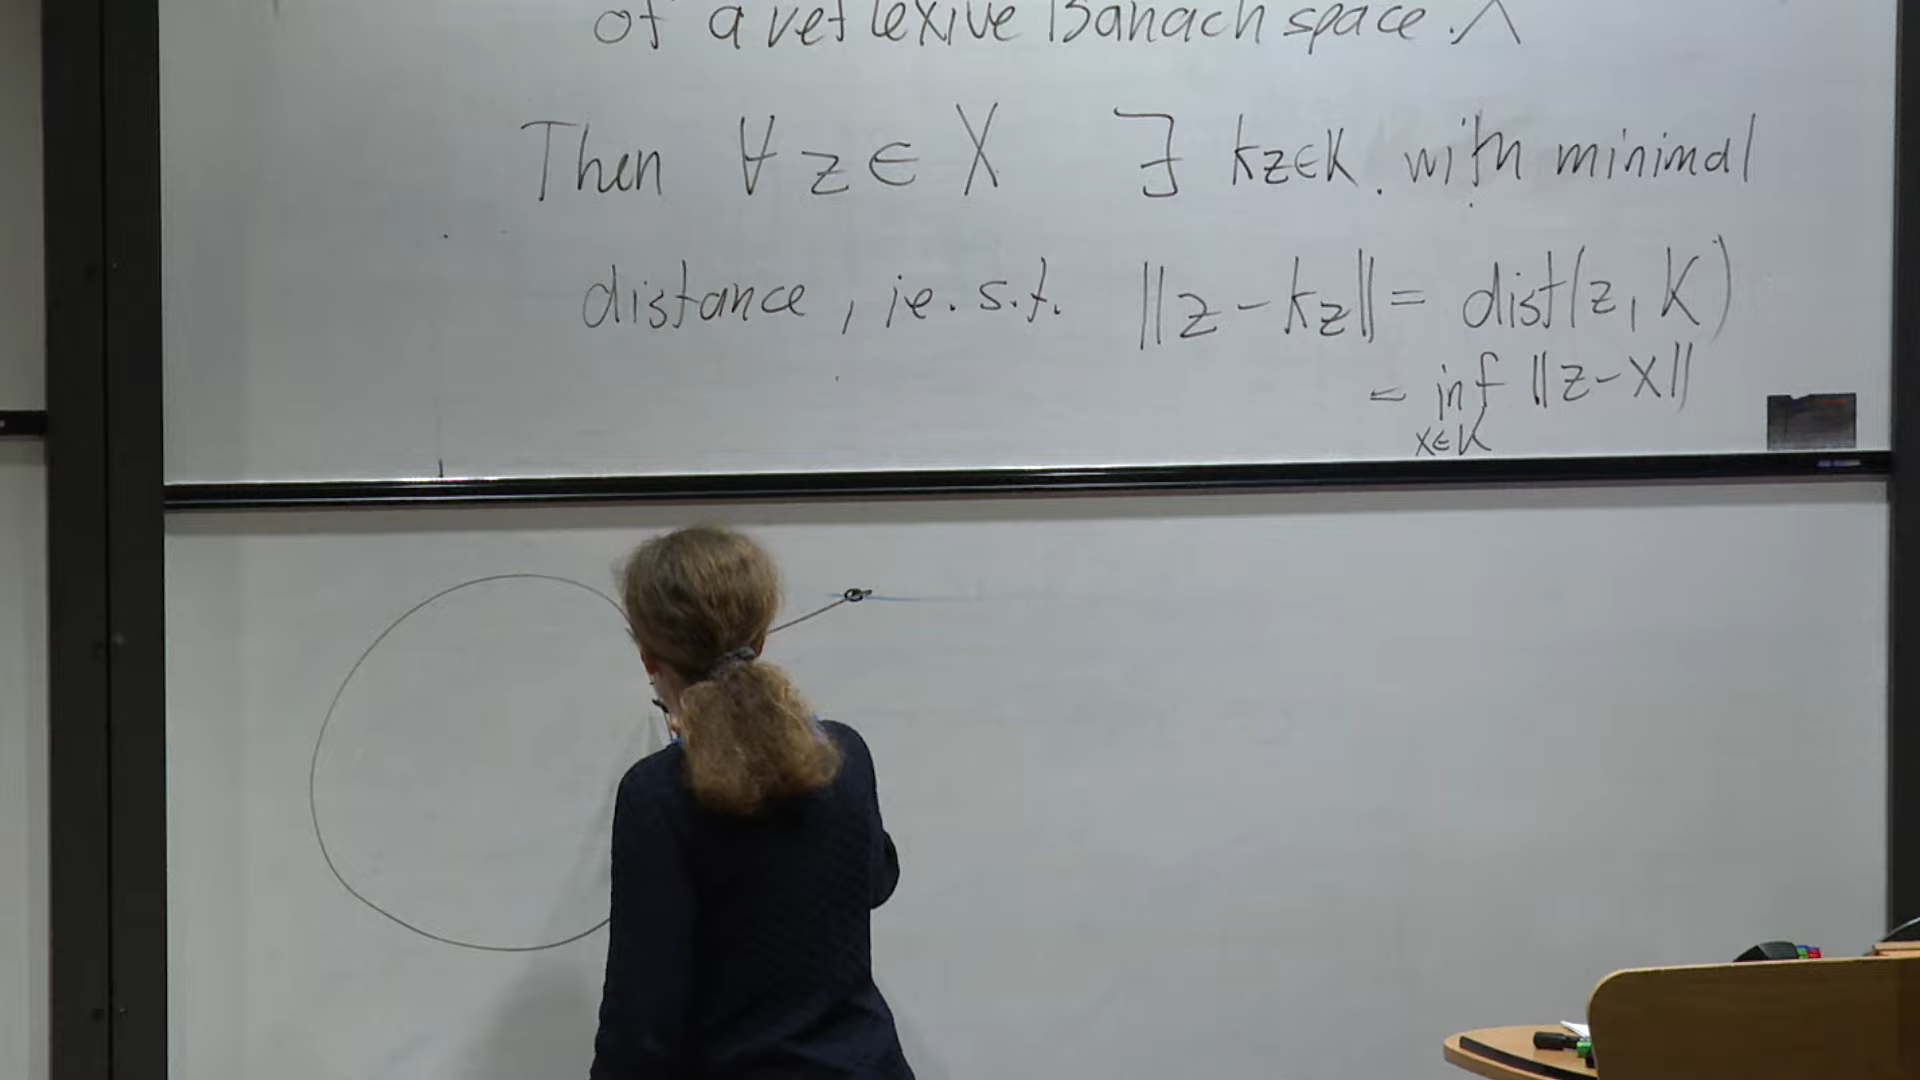 of a reflexive Banach space. X
Then ∀ z ∈ X ∃ kz∈K. with minimal
distance, ie. s.t. ||z - kz|| = dist(z, K)
= inf ||z - x||
x∈K